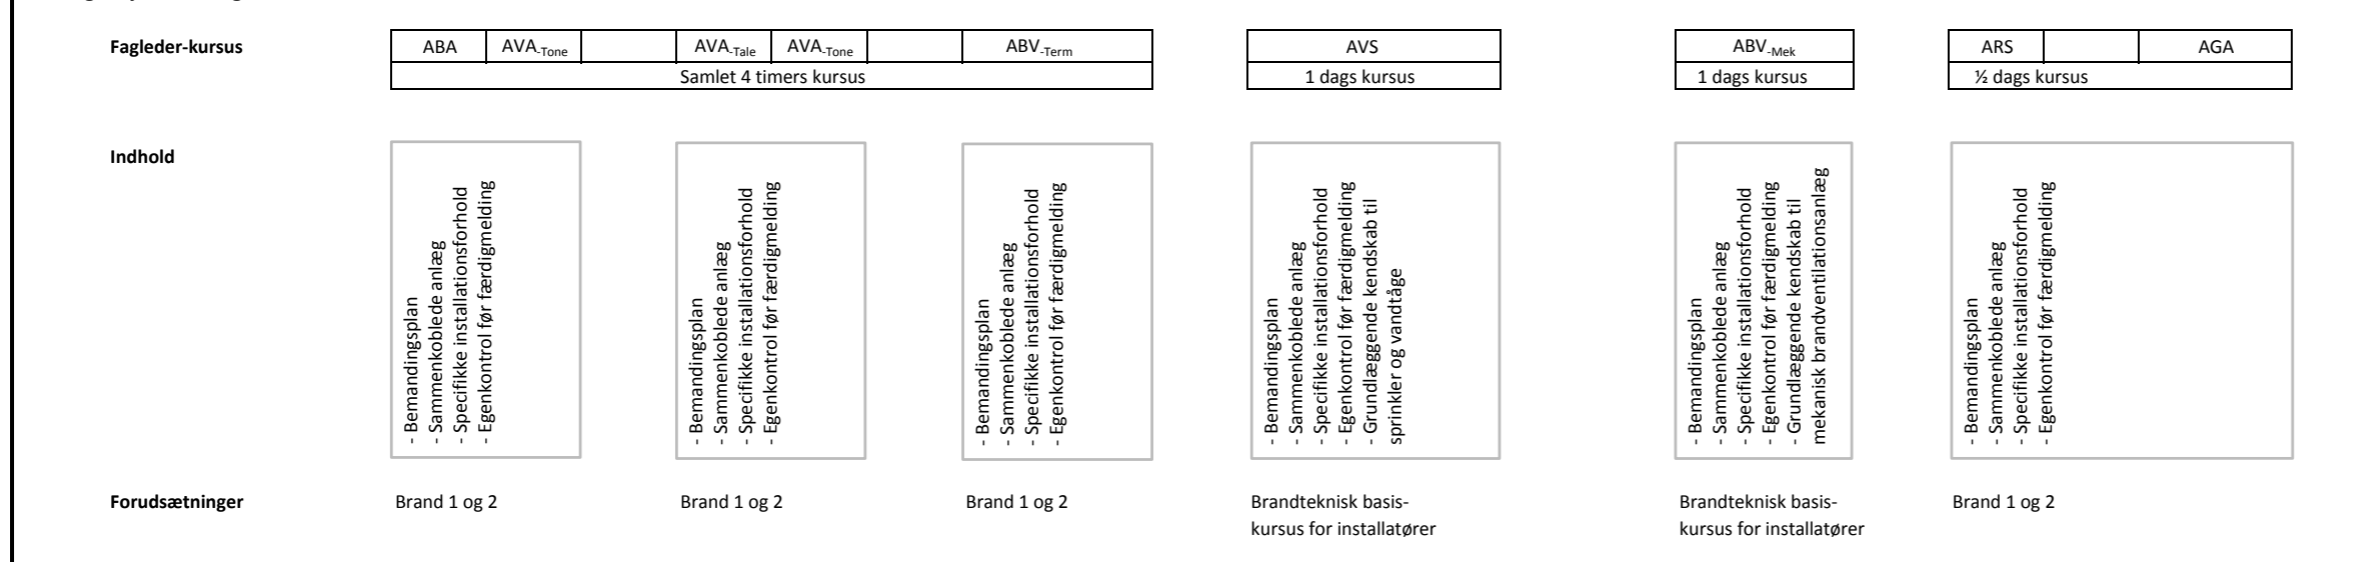 Fagleder-kursus
ABA AVA-Tone AVA-Tale AVA-Tone ABV-Term
Samlet 4 timers kursus
AVS
1 dags kursus
ABV-Mek
1 dags kursus
ARS AGA
½ dags kursus
Indhold
- Bemandingsplan
- Sammenkoblede anlæg
- Specifikke installationsforhold
- Egenkontrol før færdigmelding
- Bemandingsplan
- Sammenkoblede anlæg
- Specifikke installationsforhold
- Egenkontrol før færdigmelding
- Bemandingsplan
- Sammenkoblede anlæg
- Specifikke installationsforhold
- Egenkontrol før færdigmelding
- Bemandingsplan
- Sammenkoblede anlæg
- Specifikke installationsforhold
- Egenkontrol før færdigmelding
- Grundlæggende kendskab til
sprinkler og vandtåge
- Bemandingsplan
- Sammenkoblede anlæg
- Specifikke installationsforhold
- Egenkontrol før færdigmelding
- Grundlæggende kendskab til
mekanisk brandventilationsanlæg
- Bemandingsplan
- Sammenkoblede anlæg
- Specifikke installationsforhold
- Egenkontrol før færdigmelding
Forudsætninger
Brand 1 og 2
Brand 1 og 2
Brand 1 og 2
Brandteknisk basis-
kursus for installatører
Brandteknisk basis-
kursus for installatører
Brand 1 og 2